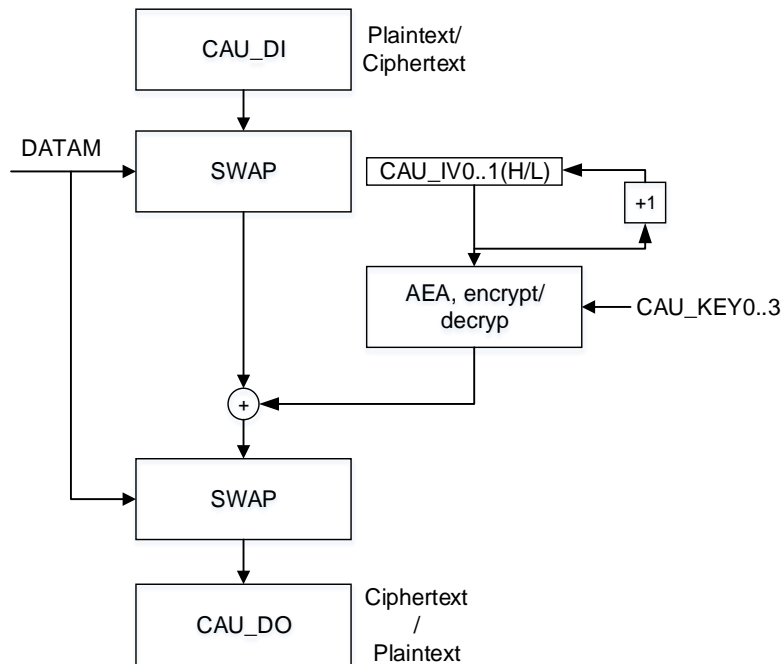 CAU_DI
Plaintext/
Ciphertext
DATAM
SWAP
CAU_IV0..1(H/L)
+1
AEA, encrypt/
decryp
CAU_KEY0..3
+
SWAP
CAU_DO
Ciphertext
/
Plaintext